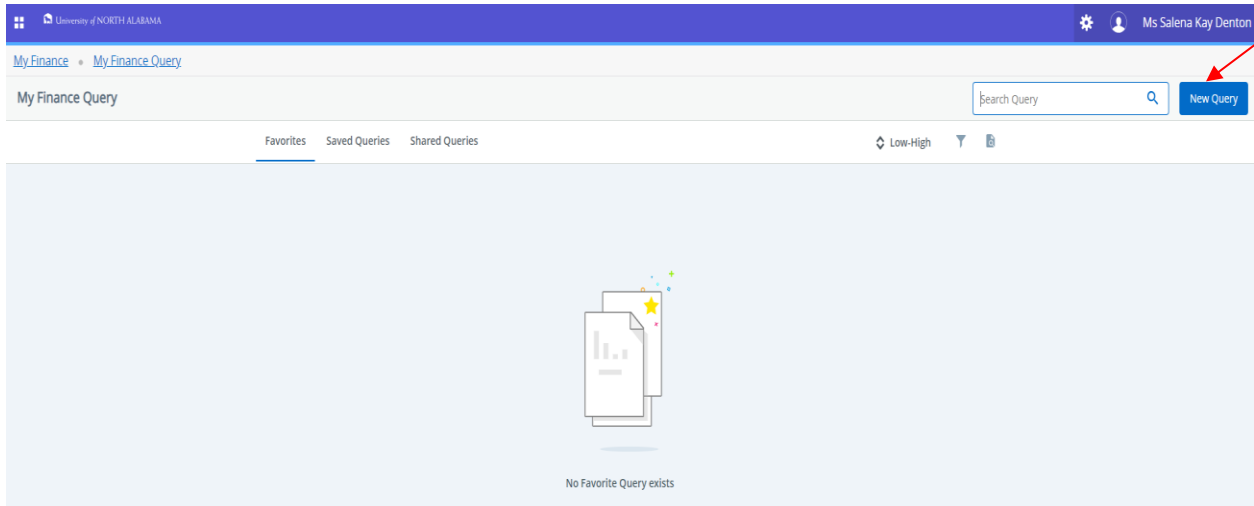 University of NORTH ALABAMA
Ms Salena Kay Denton
My Finance • My Finance Query
My Finance Query
Search Query
New Query
Favorites Saved Queries Shared Queries
Low-High
No Favorite Query exists